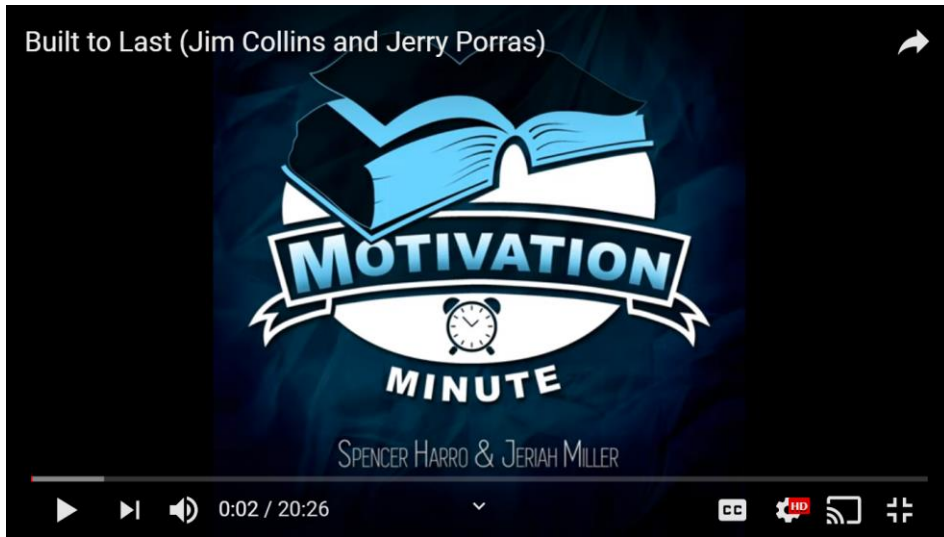 Built to Last (Jim Collins and Jerry Porras)
MOTIVATION
MINUTE
SPENCER HARRO & JERIAH MILLER
0:02 / 20:26
CC
HD